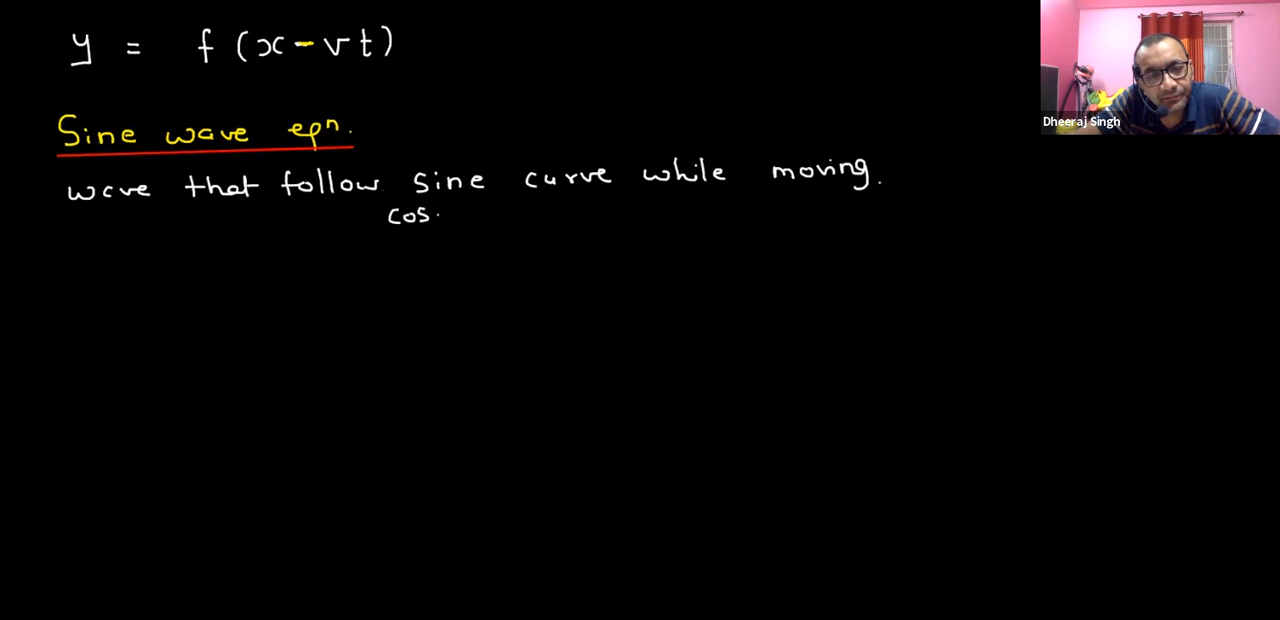 y = f (x - vt)
Sine wave eqn.
wave that follow sine curve while moving.
cos.
Dheeraj Singh